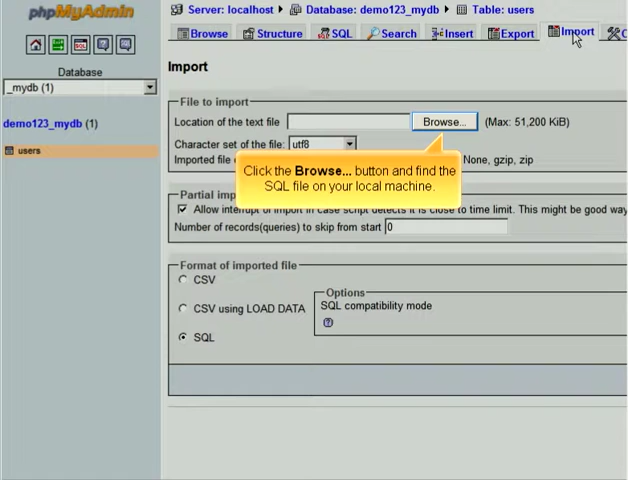 phpMyAdmin
Server: localhost Database: demo123_mydb Table: users
Browse Structure SQL Search Insert Export Import
SQL
Database
_mydb (1)
demo123_mydb (1)
users
Import
File to import
Location of the text file Browse... (Max: 51,200 KiB)
Character set of the file: utf8
Imported file None, gzip, zip
Click the Browse... button and find the
SQL file on your local machine.
Partial
Allow interrupt of import in case script detects it is close to time limit. This might be good way
Number of records(queries) to skip from start 0
Format of imported file
CSV
CSV using LOAD DATA
SQL
Options
SQL compatibility mode